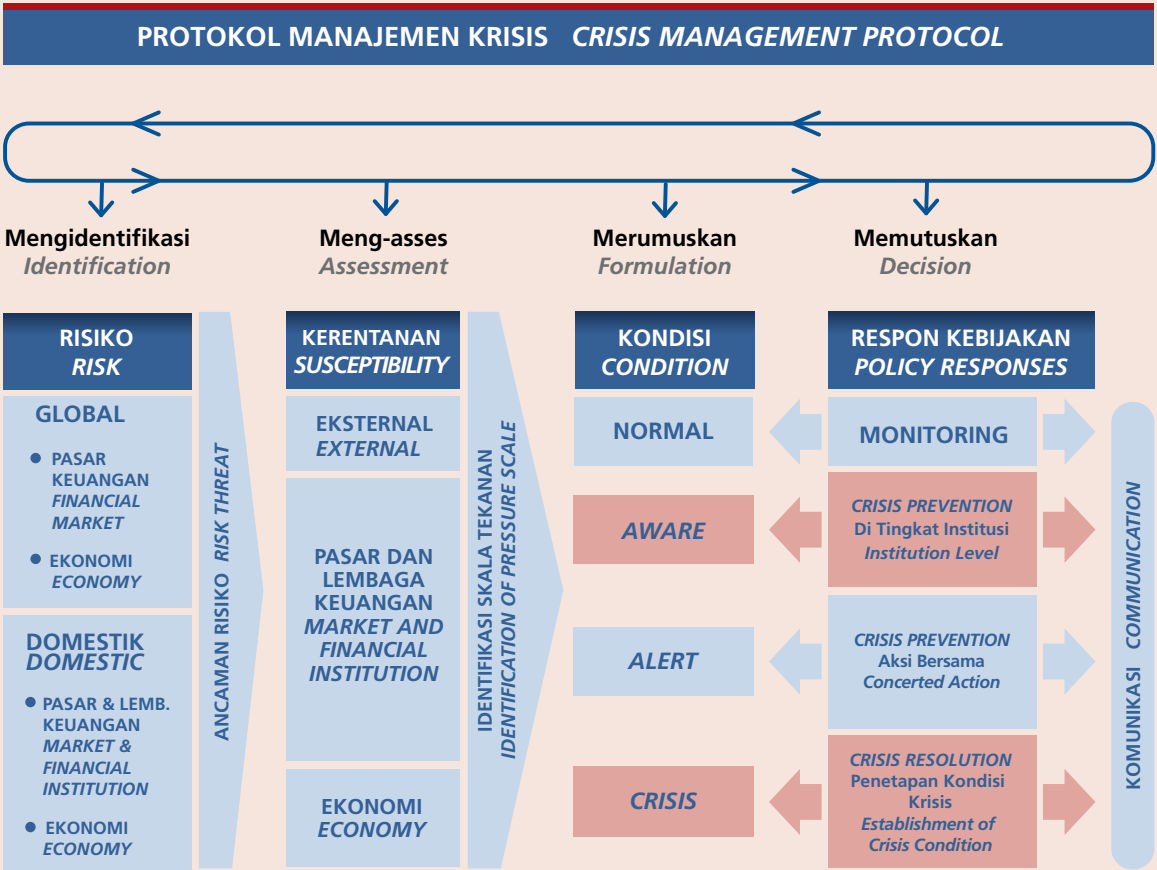 PROTOKOL MANAJEMEN KRISIS CRISIS MANAGEMENT PROTOCOL
Mengidentifikasi
Identification
Meng-asses
Assessment
Merumuskan
Formulation
Memutuskan
Decision
RISIKO
RISK
GLOBAL
PASAR
KEUANGAN
FINANCIAL
MARKET
EKONOMI
ECONOMY
DOMESTIK
DOMESTIC
PASAR & LEMB.
KEUANGAN
MARKET &
FINANCIAL
INSTITUTION
EKONOMI
ECONOMY
ANCAMAN RISIKO RISK THREAT
KERENTANAN
SUSCEPTIBILITY
EKSTERNAL
EXTERNAL
PASAR DAN
LEMBAGA
KEUANGAN
MARKET AND
FINANCIAL
INSTITUTION
EKONOMI
ECONOMY
IDENTIFIKASI SKALA TEKANAN
IDENTIFICATION OF PRESSURE SCALE
KONDISI
CONDITION
NORMAL
AWARE
ALERT
CRISIS
RESPON KEBIJAKAN
POLICY RESPONSES
MONITORING
CRISIS PREVENTION
Di Tingkat Institusi
Institution Level
CRISIS PREVENTION
Aksi Bersama
Concerted Action
CRISIS RESOLUTION
Penetapan Kondisi
Krisis
Establishment of
Crisis Condition
KOMUNIKASI COMMUNICATION